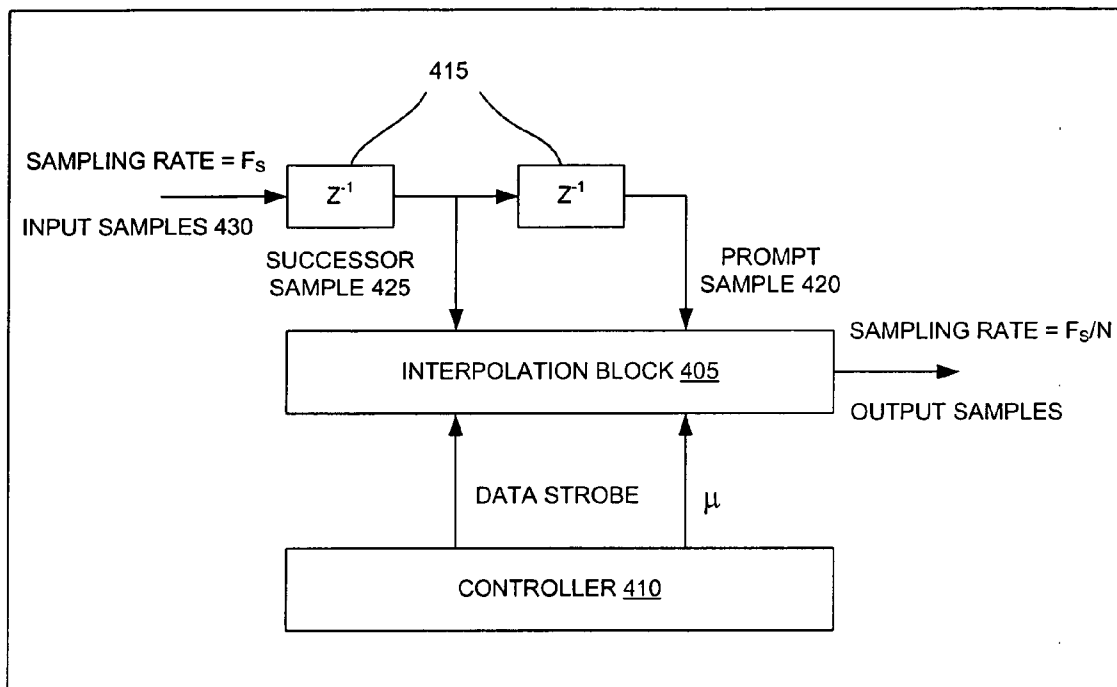 415
SAMPLING RATE = FS
Z-1
Z-1
INPUT SAMPLES 430
SUCCESSOR
SAMPLE 425
PROMPT
SAMPLE 420
SAMPLING RATE = FS/N
INTERPOLATION BLOCK 405
OUTPUT SAMPLES
DATA STROBE
μ
CONTROLLER 410